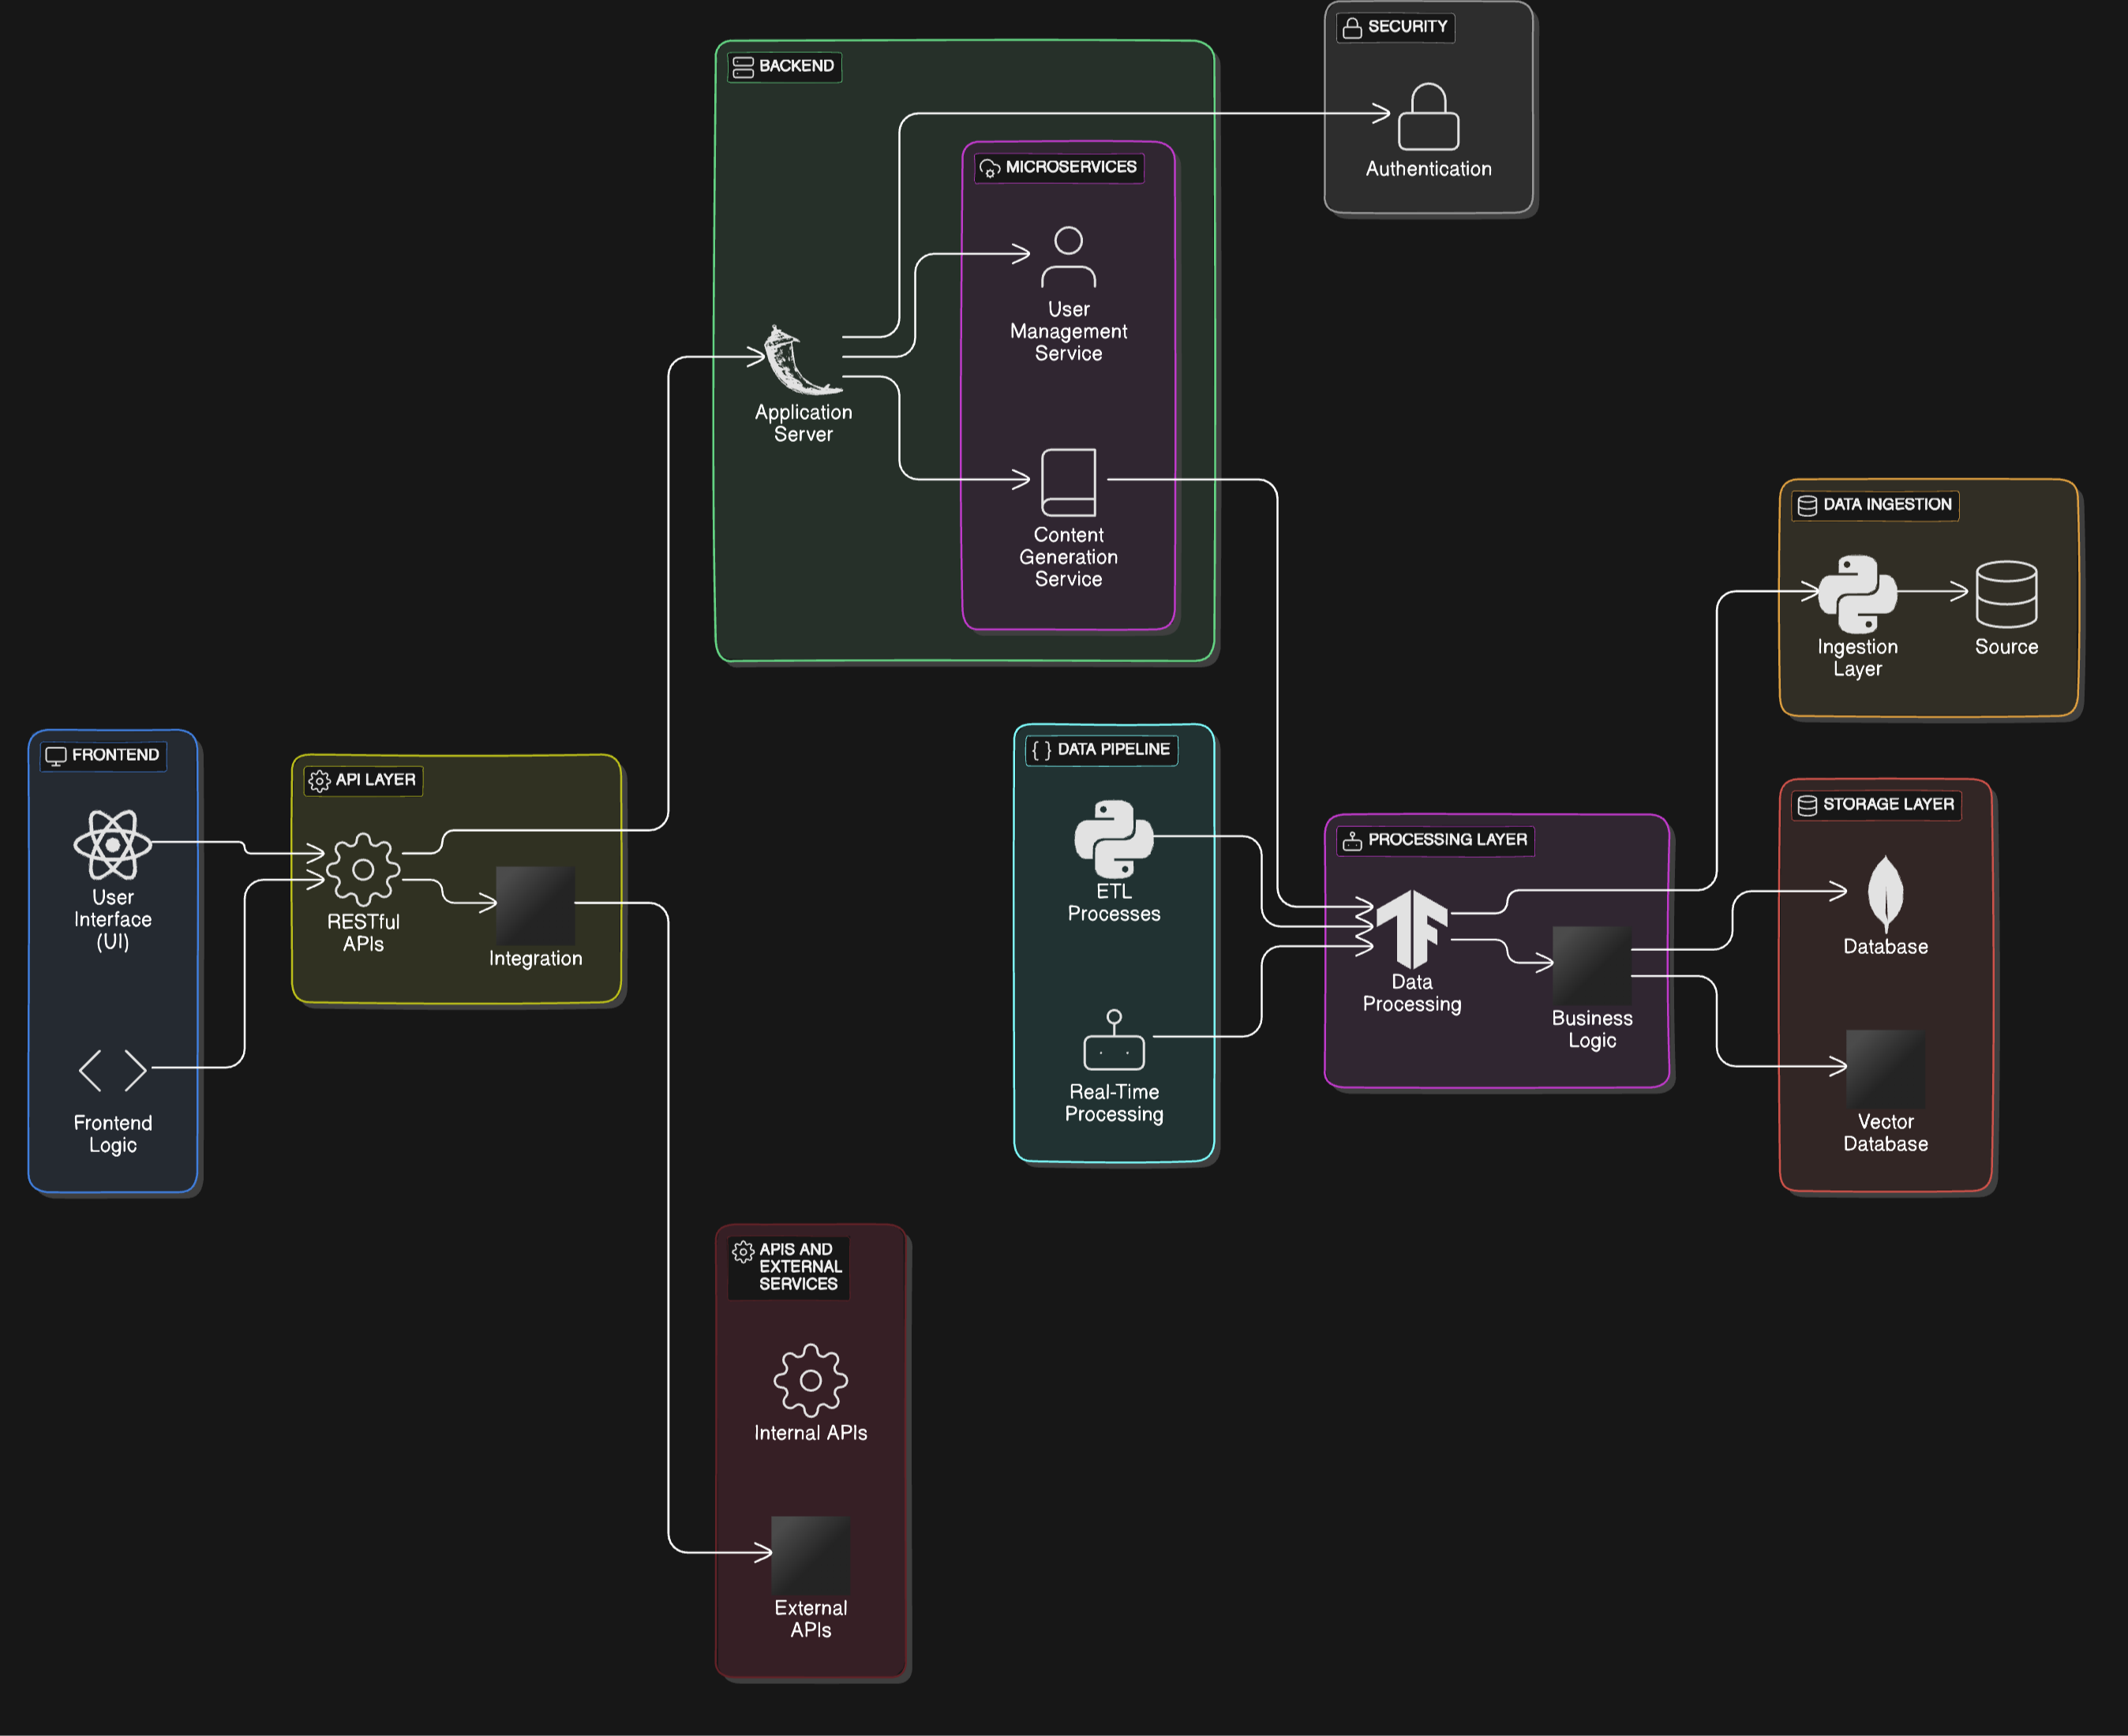 SECURITY
Authentication
BACKEND
MICROSERVICES
User
Management
Service
Application
Server
Content
Generation
Service
DATA INGESTION
Ingestion
Layer
Source
FRONTEND
User
Interface
(UI)
Frontend
Logic
API LAYER
RESTful
APIs
Integration
DATA PIPELINE
ETL
Processes
Real-Time
Processing
PROCESSING LAYER
Data
Processing
Business
Logic
STORAGE LAYER
Database
Vector
Database
APIS AND
EXTERNAL
SERVICES
Internal APIs
External
APIs